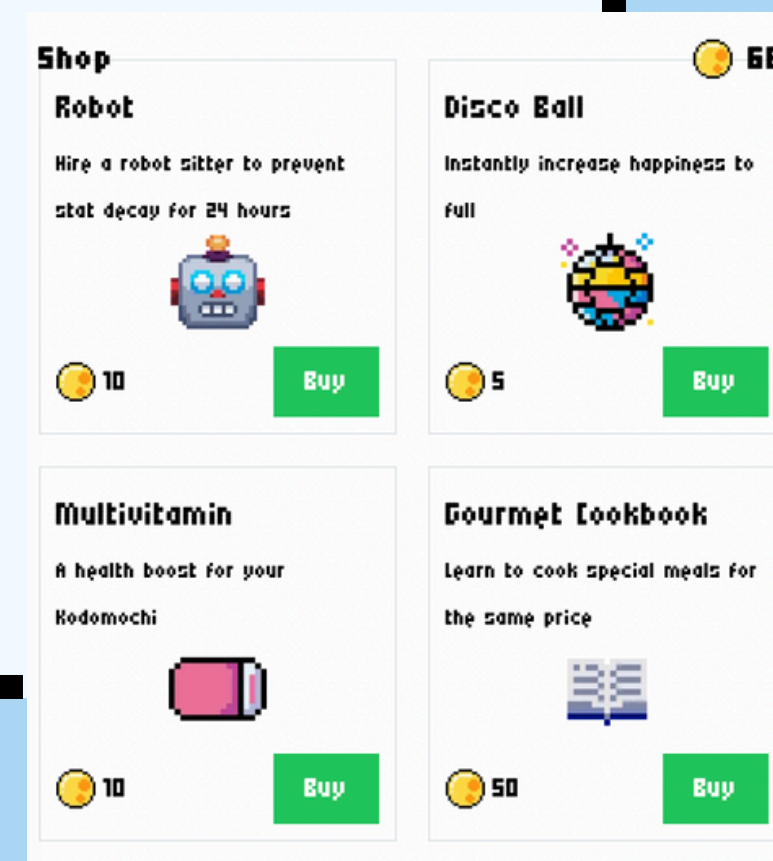 Shop
Robot
Hire a robot sitter to prevent
stat decay for 24 hours
10
Buy
Disco Ball
Instantly increase happiness to
full
5
Buy
Multivitamin
A health boost for your
Kodomochi
10
Buy
Gourmet Cookbook
Learn to cook special meals for
the same price
50
Buy